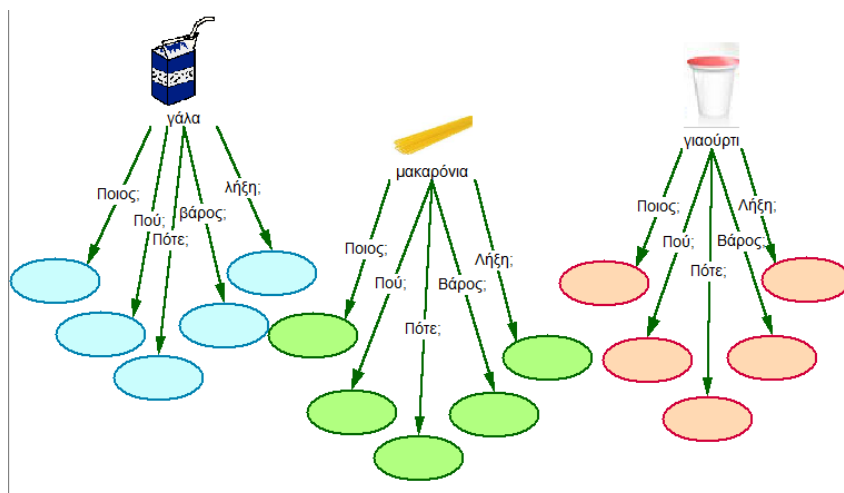 γάλα
Ποιος;
Πού;
Πότε;
βάρος;
λήξη;
μακαρόνια
Ποιος;
Πού;
Πότε;
Βάρος;
Λήξη;
γιαούρτι
Ποιος;
Πού;
Πότε;
Βάρος;
Λήξη;